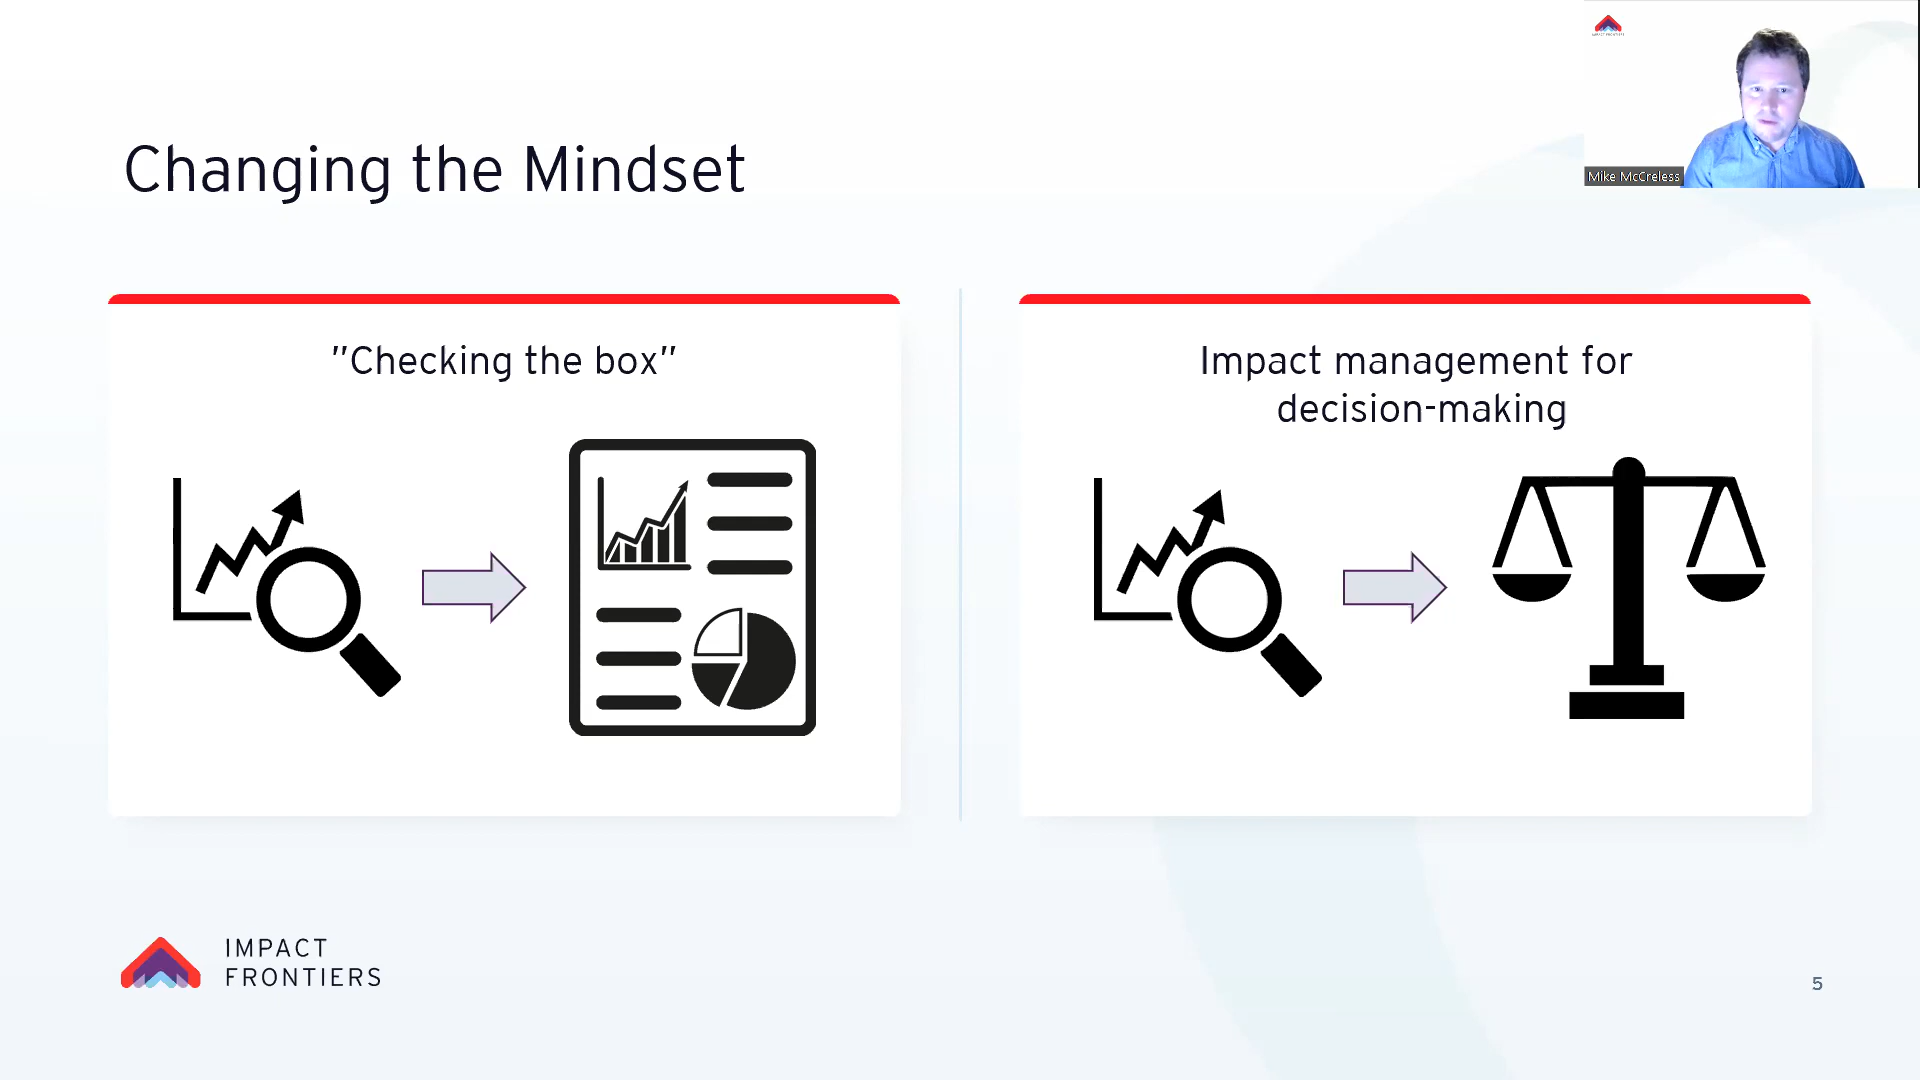 Mike McCreless
Changing the Mindset
"Checking the box"
Impact management for
decision-making
IMPACT
FRONTIERS
5